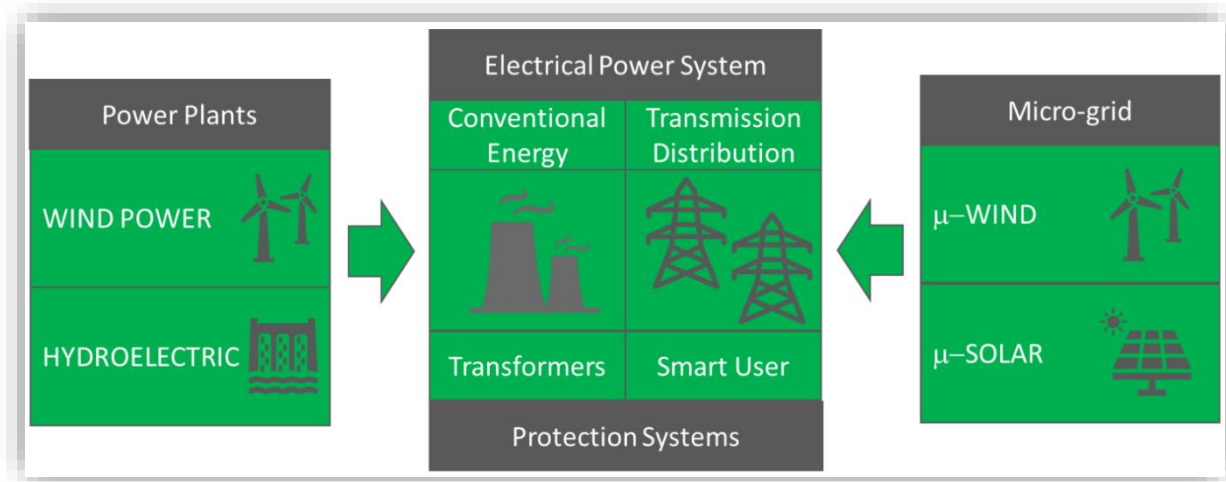 Power Plants
WIND POWER
HYDROELECTRIC
Electrical Power System
Conventional
Energy
Transmission
Distribution
Transformers
Smart User
Protection Systems
Micro-grid
μ–WIND
μ–SOLAR